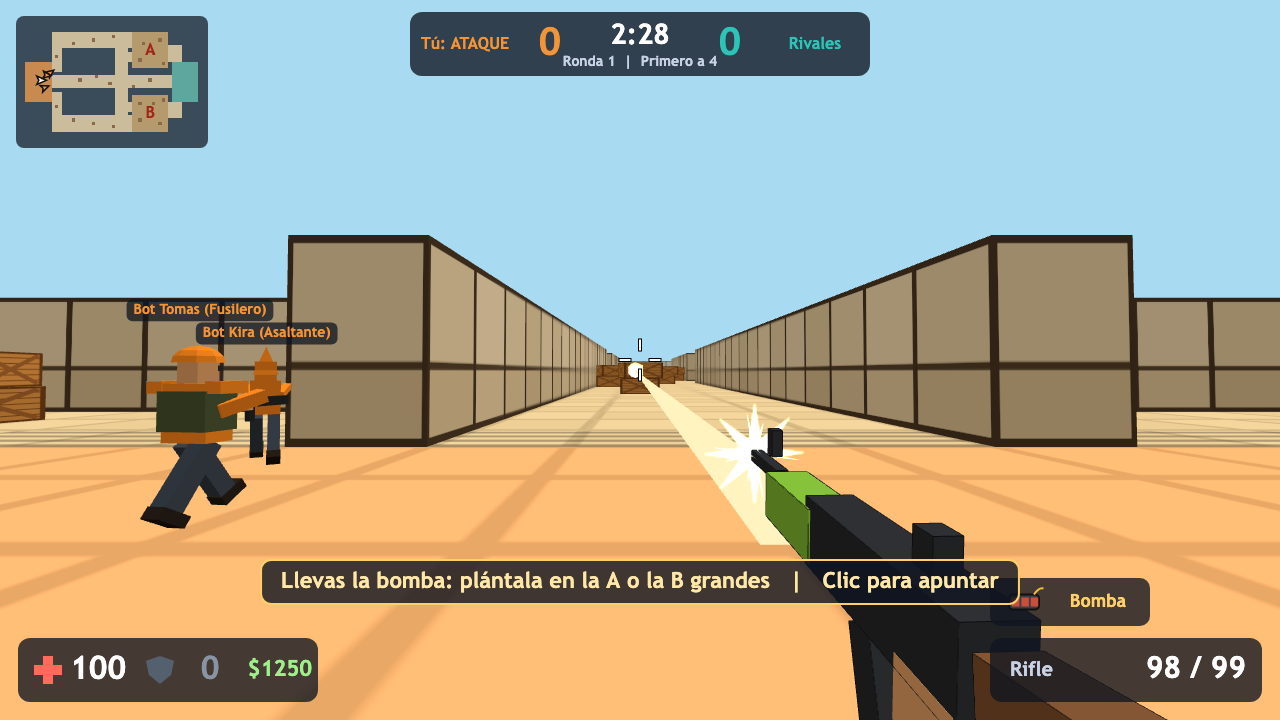 A
B
Tú: ATAQUE
0
2:28
0
Rivales
Ronda 1 | Primero a 4
Bot Tomas (Fusilero)
Bot Kira (Asaltante)
Llevas la bomba: plántala en la A o la B grandes | Clic para apuntar
Bomba
100
0
$1250
Rifle
98 / 99